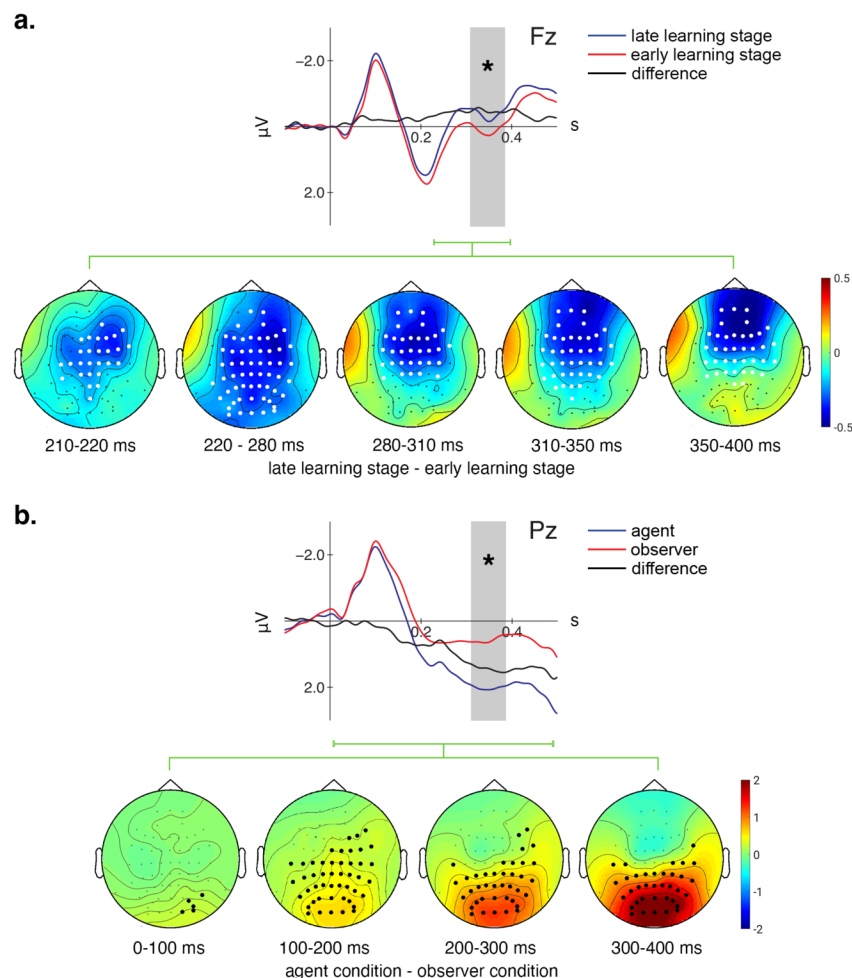 a.
Fz
late learning stage
early learning stage
difference
-2.0
*
µV
0.2
0.4
s
2.0
0.5
0
-0.5
210-220 ms
220 - 280 ms
280-310 ms
310-350 ms
350-400 ms
late learning stage - early learning stage
b.
Pz
agent
observer
difference
-2.0
*
µV
0.2
0.4
s
2.0
2
1
0
-1
-2
0-100 ms
100-200 ms
200-300 ms
300-400 ms
agent condition - observer condition